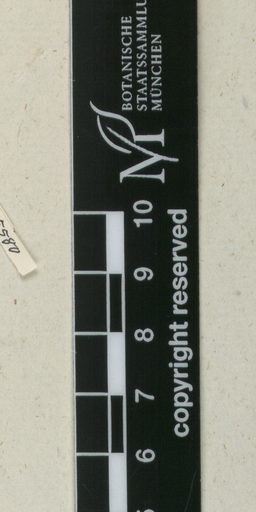 BOTANISCHE
STAATSSAMMLU
MÜNCHEN
M
10
9
8
7
6
copyright reserved